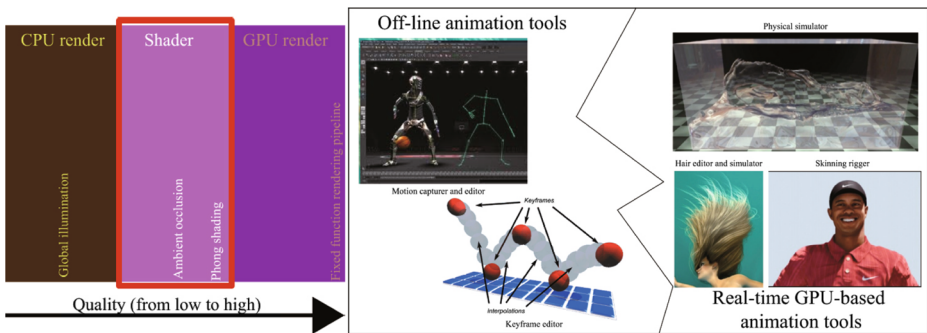 CPU render
Shader
GPU render
Global illumination
Ambient occlusion
Phong shading
Fixed function rendering pipeline
Quality (from low to high)
Off-line animation tools
Motion capturer and editor
Keyframes
Interpolations
Keyframe editor
Physical simulator
Hair editor and simulator
Skinning rigger
Real-time GPU-based
animation tools